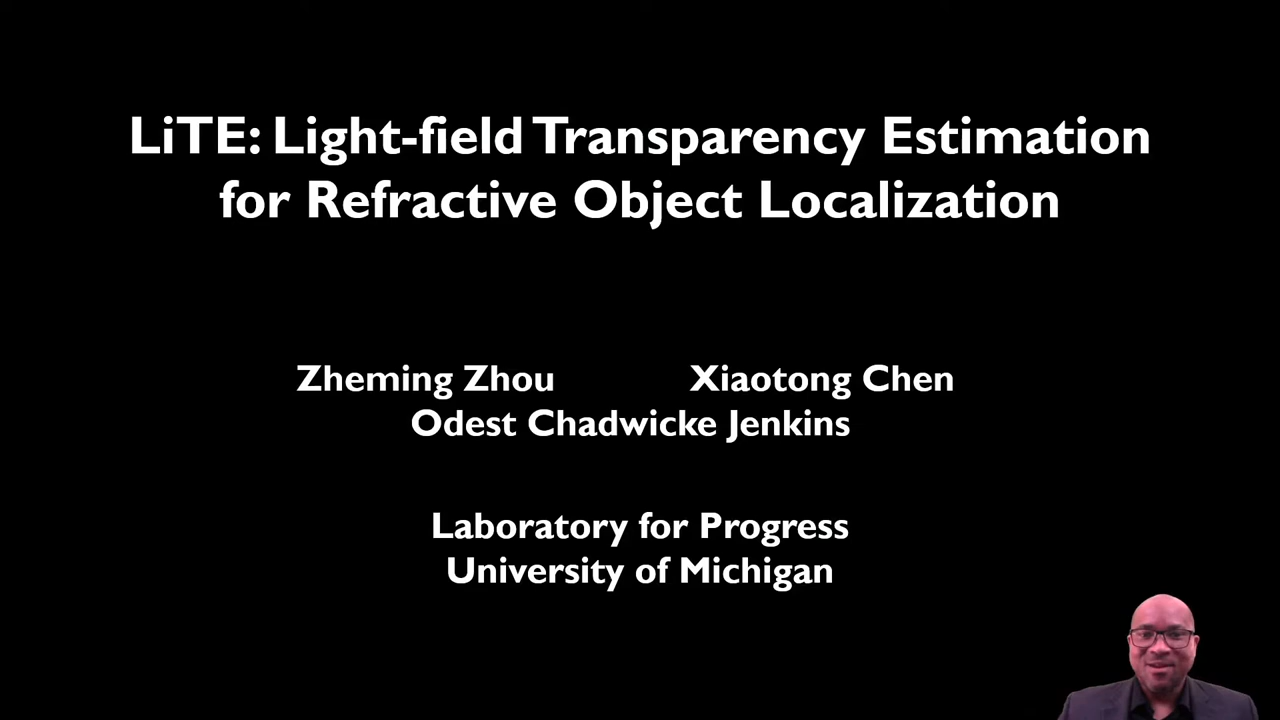 LiTE: Light-field Transparency Estimation
for Refractive Object Localization
Zheming Zhou Xiaotong Chen
Odest Chadwicke Jenkins
Laboratory for Progress
University of Michigan